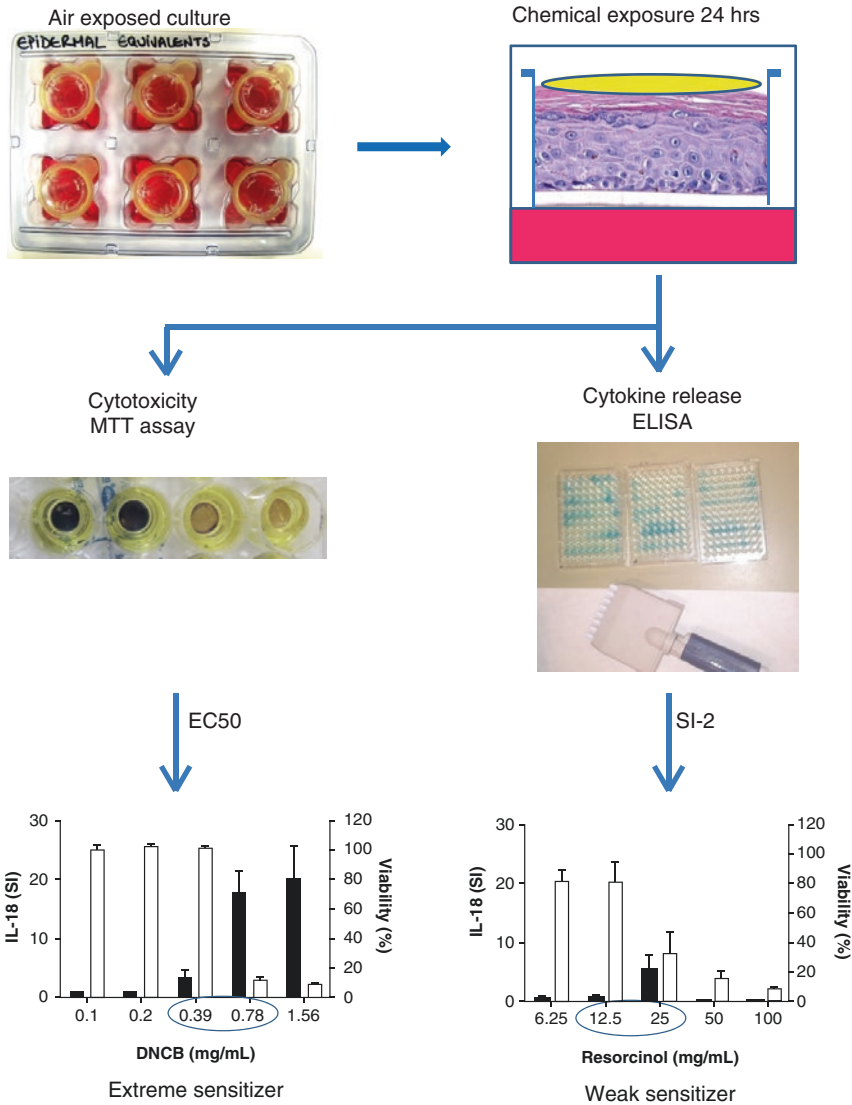 Air exposed culture
Chemical exposure 24 hrs
EPIDERMAL EQUIVALENTS
Cytotoxicity
MTT assay
Cytokine release
ELISA
EC50
SI-2
30
20
10
0
IL-18 (SI)
120
100
80
60
40
20
0
Viability (%)
0.1 0.2 0.39 0.78 1.56
DNCB (mg/mL)
Extreme sensitizer
30
20
10
0
IL-18 (SI)
120
100
80
60
40
20
0
Viability (%)
6.25 12.5 25 50 100
Resorcinol (mg/mL)
Weak sensitizer